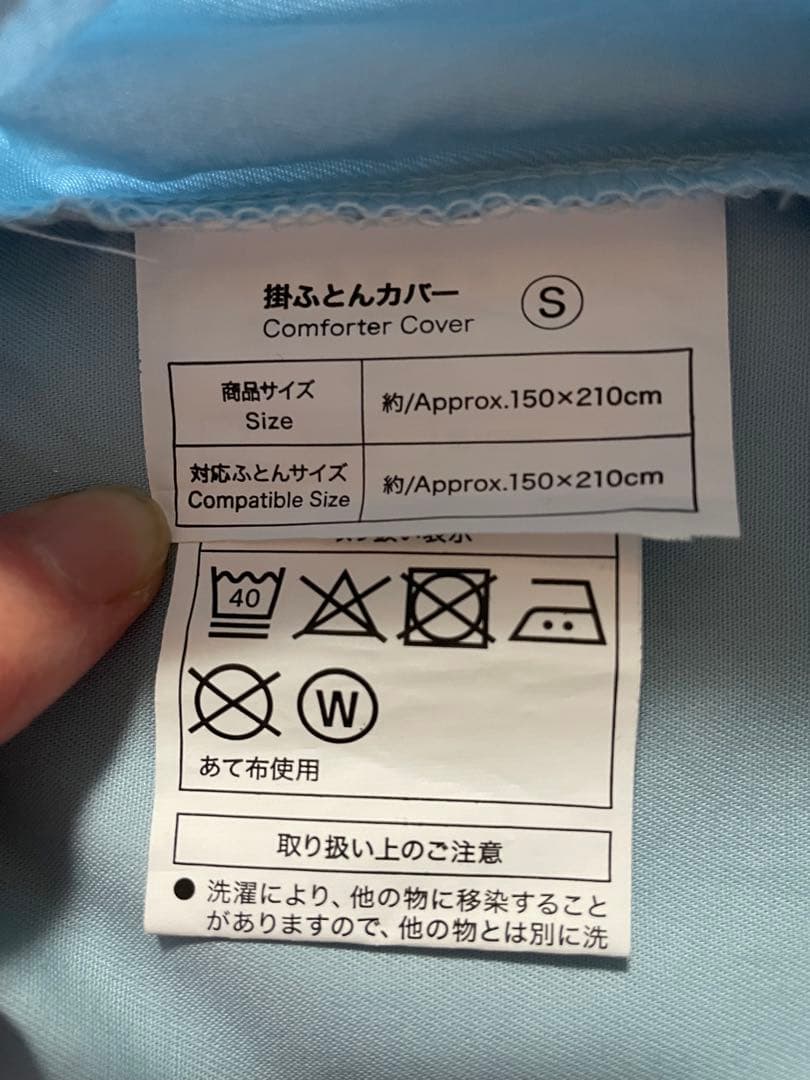 掛ふとんカバー Ⓢ
Comforter Cover
商品サイズ
Size
約/Approx.150×210cm
対応ふとんサイズ
Compatible Size
約/Approx.150×210cm
40
W
あて布使用
取り扱い上のご注意
● 洗濯により、他の物に移染すること
がありますので、他の物とは別に洗